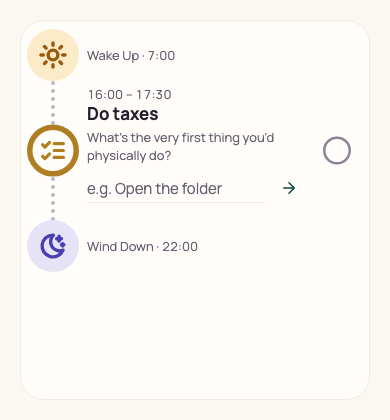 Wake Up · 7:00
16:00 – 17:30
Do taxes
What's the very first thing you'd
physically do?
e.g. Open the folder
Wind Down · 22:00